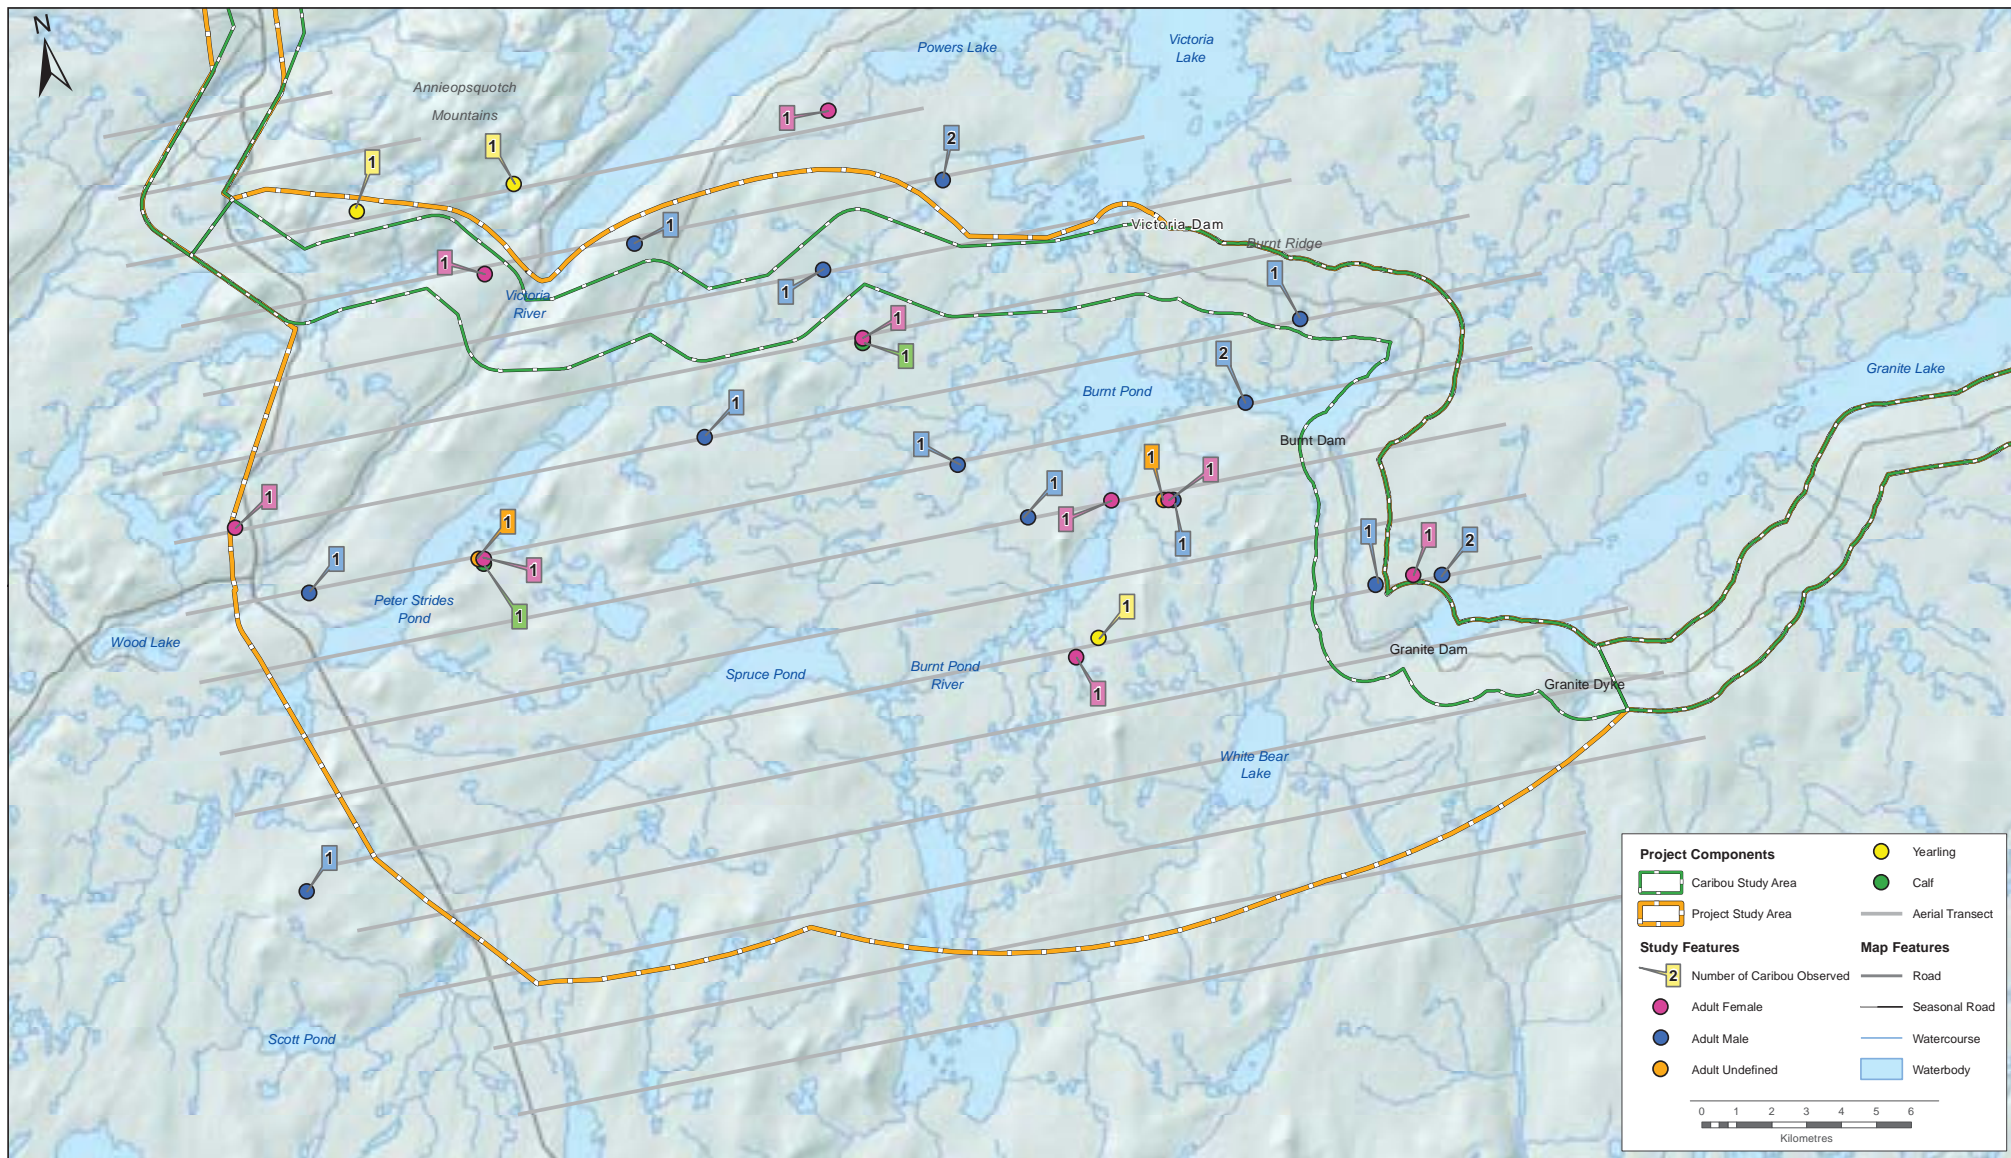 N
Powers Lake
Victoria
Lake
Annieopsquotch
Mountains
1
2
1
1
1
Victoria Dam
Burnt Ridge
1
1
1
1
Victoria
River
1
1
2
Granite Lake
Burnt Pond
1
1
Burnt Dam
1
1
1
1
1
1
1
1
1
2
1
1
1
Peter Strides
Pond
1
1
Wood Lake
Granite Dam
Spruce Pond
Burnt Pond
River
1
Granite Dyke
White Bear
Lake
1
Scott Pond
Project Components
Caribou Study Area
Project Study Area
Study Features
2 Number of Caribou Observed
Adult Female
Adult Male
Adult Undefined
Yearling
Calf
Aerial Transect
Map Features
Road
Seasonal Road
Watercourse
Waterbody
0 1 2 3 4 5 6
Kilometres